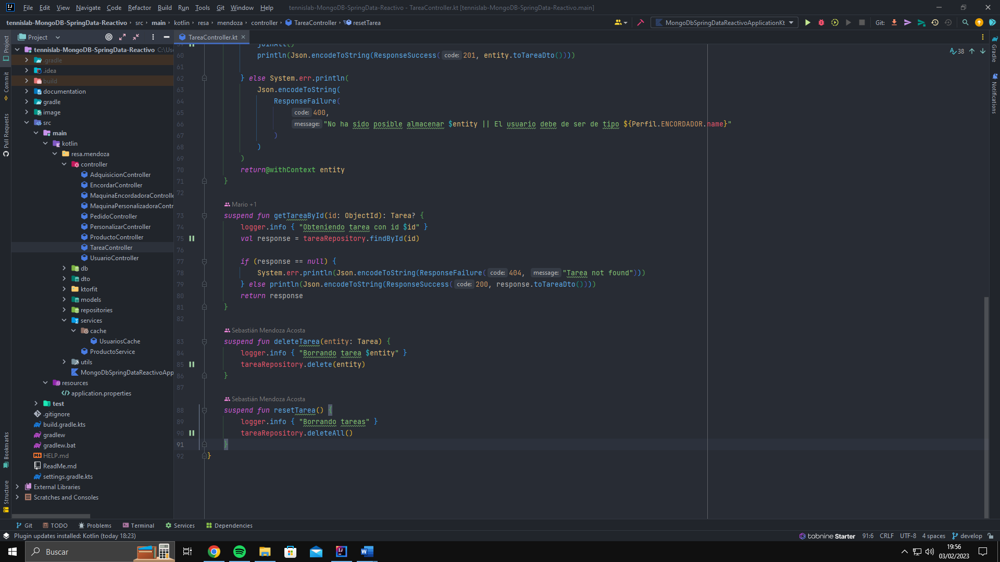 File Edit View Navigate Code Refactor Build Run Tools Git Window Help tennislab-MongoDB-SpringData-Reactivo - TareaController.kt [tennislab-MongoDB-SpringData-Reactivo.main]
tennislab-MongoDB-SpringData-Reactivo src main kotlin resa mendoza controller TareaController resetTarea MongoDbSpringDataReactivoApplicationKt Git:
Project
TareaController.kt
Project
Commit
Pull Requests
Bookmarks
Structure
Gradle
Notifications
tennislab-MongoDB-SpringData-Reactivo C:\Us
.gradle
.idea
build
documentation
gradle
image
src
main
kotlin
resa.mendoza
controller
AdquisicionController
EncordarController
MaquinaEncordadoraControlle
MaquinaPersonalizadoraContr
PedidoController
PersonalizarController
ProductoController
TareaController
UsuarioController
db
dto
ktorfit
models
repositories
services
cache
UsuariosCache
ProductoService
utils
MongoDbSpringDataReactivoApp
resources
application.properties
test
.gitignore
build.gradle.kts
gradlew
gradlew.bat
HELP.md
ReadMe.md
settings.gradle.kts
External Libraries
Scratches and Consoles
38
59 joinAll()
60 println(Json.encodeToString(ResponseSuccess( code: 201, entity.toTareaDto())))
61
62 } else System.err.println(
63 Json.encodeToString(
64 ResponseFailure(
65 code: 400,
66 message: "No ha sido posible almacenar $entity || El usuario debe de ser de tipo ${Perfil.ENCORDADOR.name}"
67 )
68 )
69 )
70 return@withContext entity
71 }
72
Mario +1
73 suspend fun getTareaById(id: ObjectId): Tarea? {
74 logger.info { "Obteniendo tarea con id $id" }
75 val response = tareaRepository.findById(id)
76
77 if (response == null) {
78 System.err.println(Json.encodeToString(ResponseFailure( code: 404, message: "Tarea not found")))
79 } else println(Json.encodeToString(ResponseSuccess( code: 200, response.toTareaDto())))
80 return response
81 }
82
Sebastián Mendoza Acosta
83 suspend fun deleteTarea(entity: Tarea) {
84 logger.info { "Borrando tarea $entity" }
85 tareaRepository.delete(entity)
86 }
87
Sebastián Mendoza Acosta
88 suspend fun resetTarea() {
89 logger.info { "Borrando tareas" }
90 tareaRepository.deleteAll()
91 }
92 }
Git TODO Problems Terminal Services Dependencies
Plugin updates installed: Kotlin (today 18:23) tabnine Starter 91:6 CRLF UTF-8 4 spaces develop
Buscar
19:56
03/02/2023